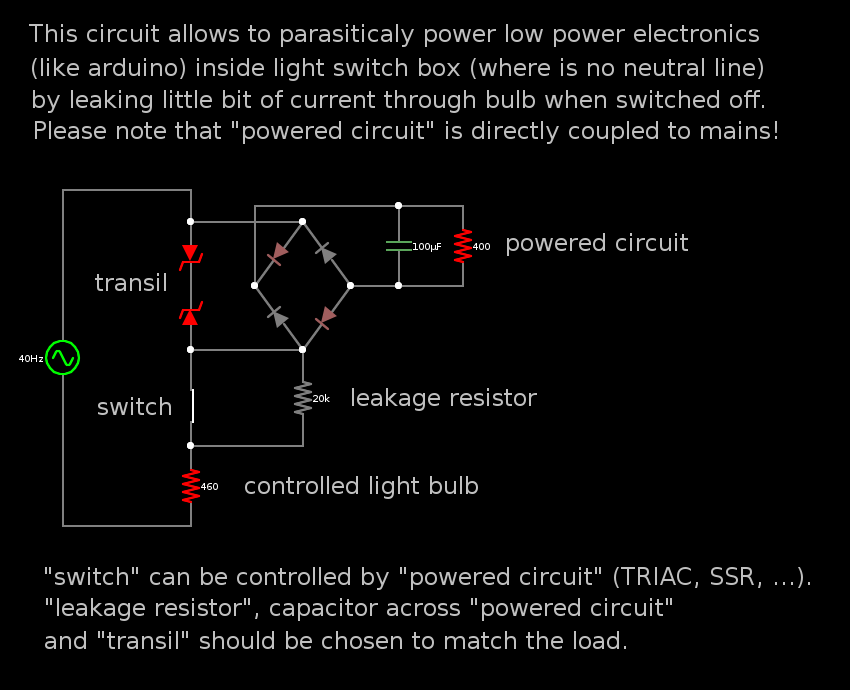 This circuit allows to parasiticaly power low power electronics
(like arduino) inside light switch box (where is no neutral line)
by leaking little bit of current through bulb when switched off.
Please note that "powered circuit" is directly coupled to mains!
100µF
400
powered circuit
transil
40Hz
switch
20k
leakage resistor
460
controlled light bulb
"switch" can be controlled by "powered circuit" (TRIAC, SSR, ...).
"leakage resistor", capacitor across "powered circuit"
and "transil" should be chosen to match the load.